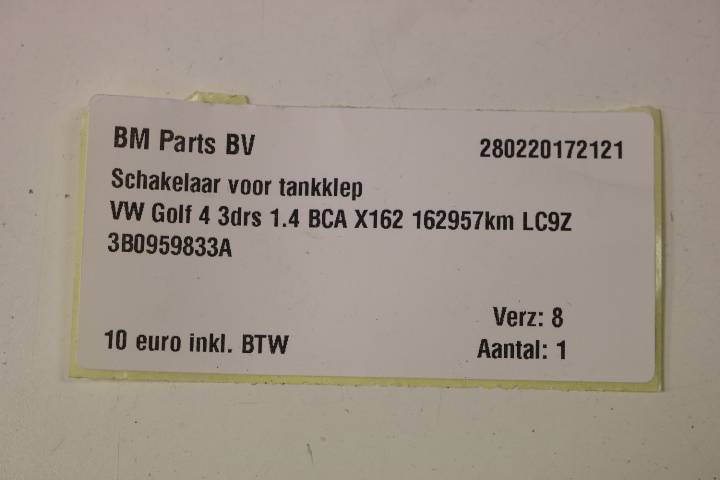 BM Parts BV 280220172121
Schakelaar voor tankklep
VW Golf 4 3drs 1.4 BCA X162 162957km LC9Z
3B0959833A
Verz: 8
10 euro inkl. BTW Aantal: 1